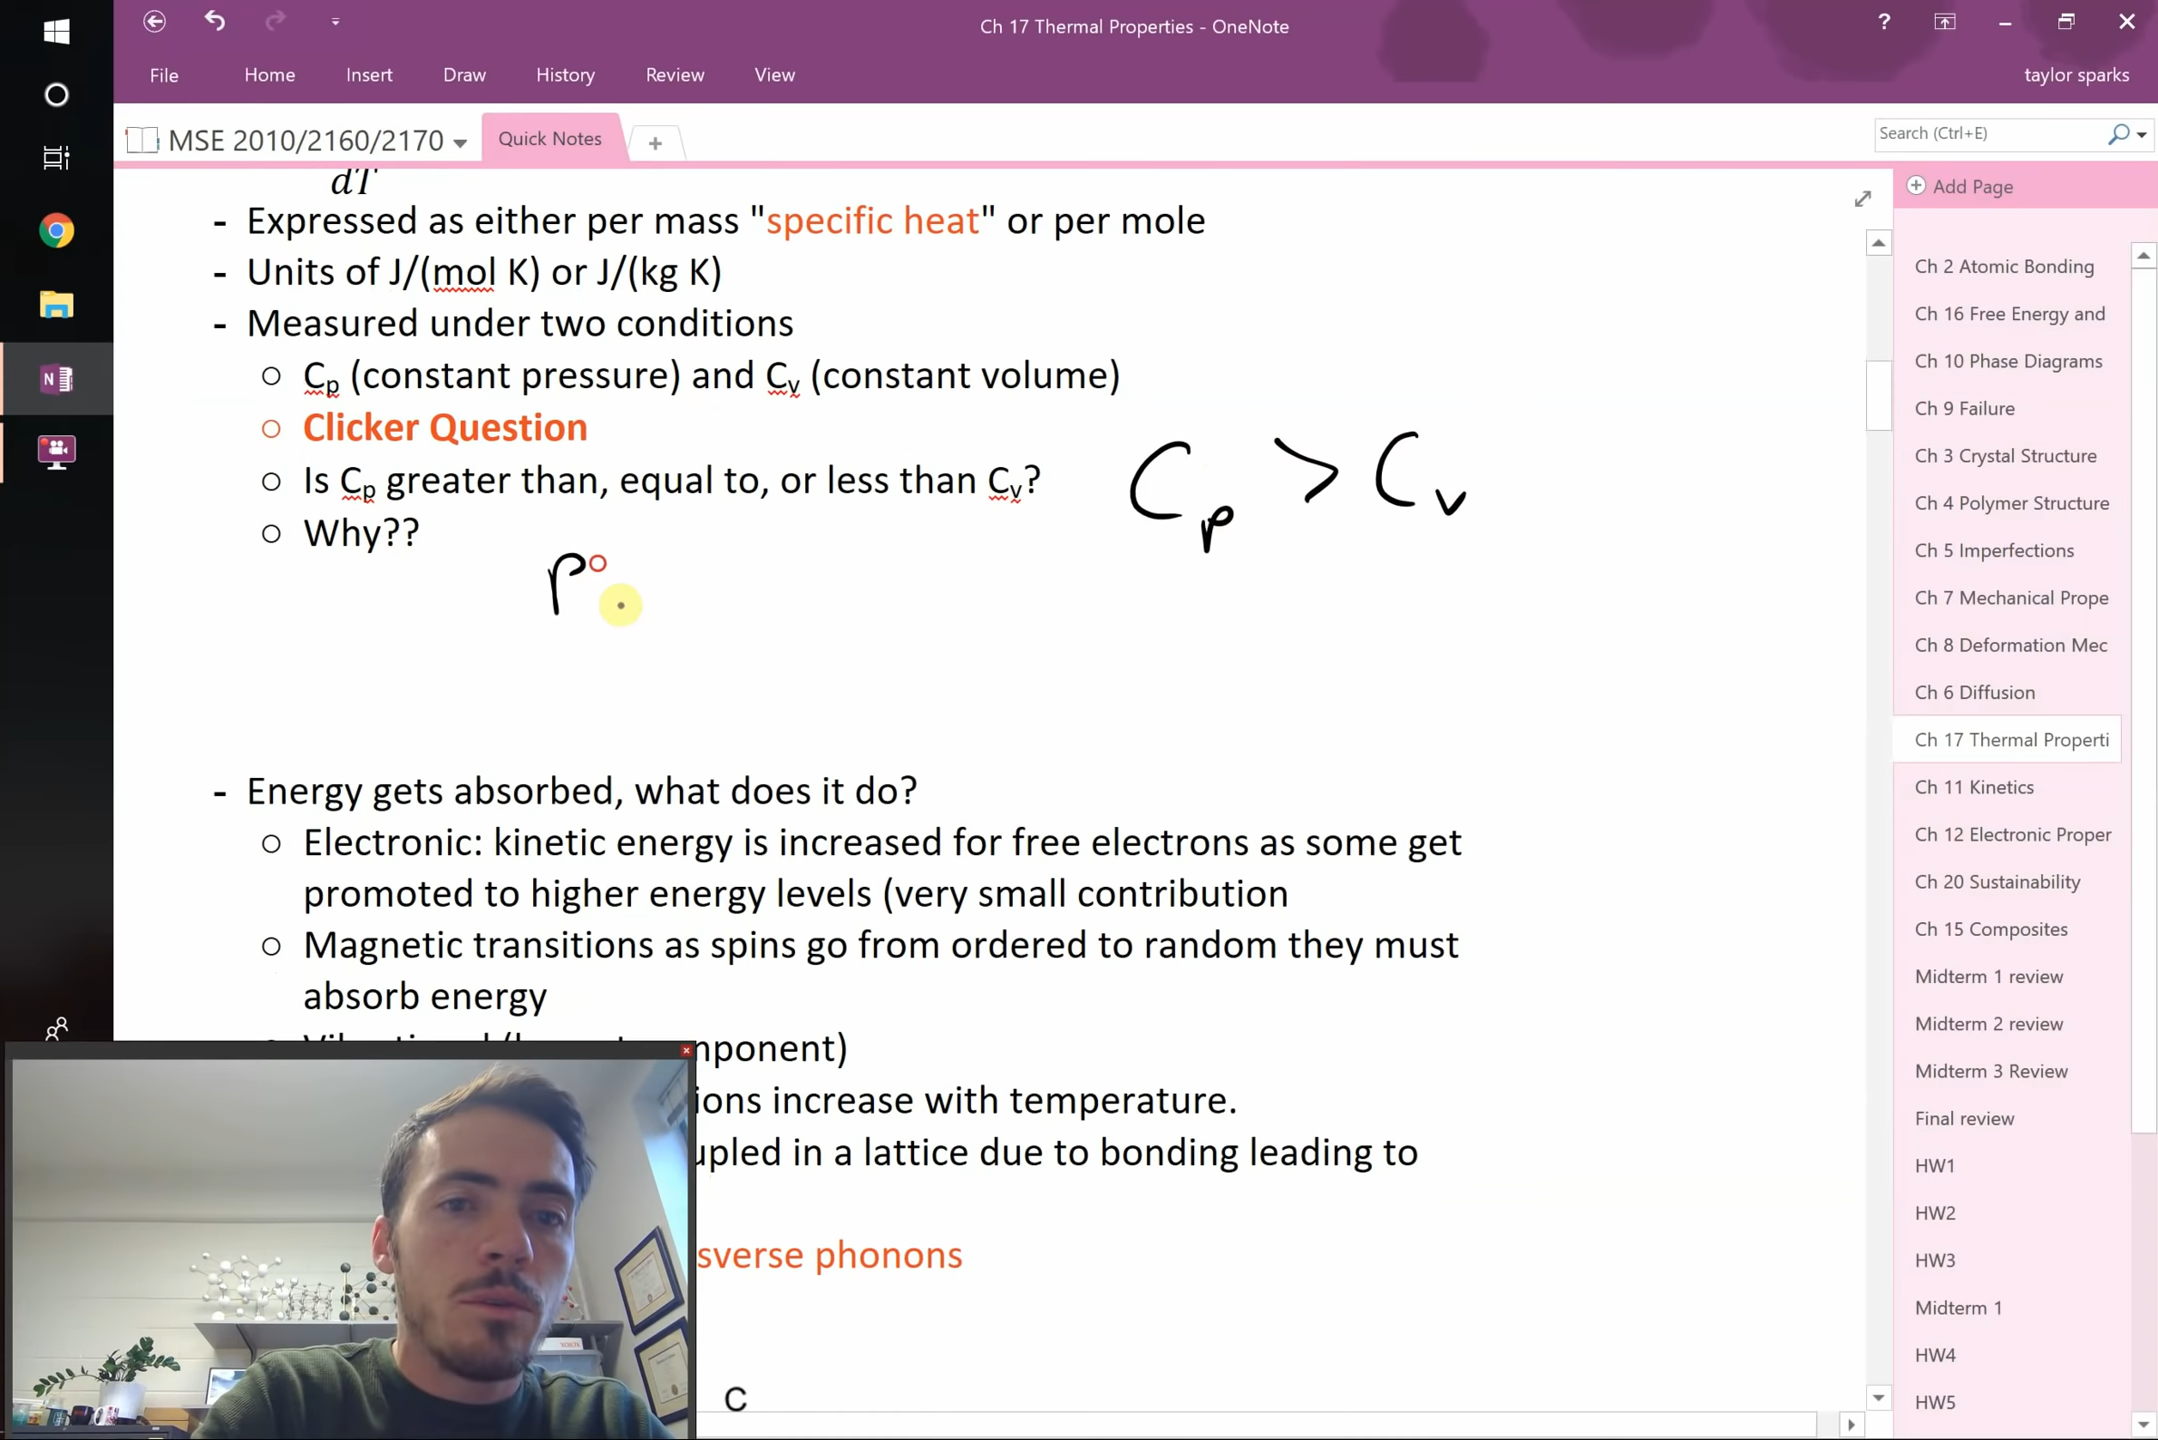 Ch 17 Thermal Properties - OneNote
?
File Home Insert Draw History Review View
taylor sparks
MSE 2010/2160/2170
Quick Notes
+
Search (Ctrl+E)
dT
- Expressed as either per mass "specific heat" or per mole
- Units of J/(mol K) or J/(kg K)
- Measured under two conditions
○ Cp (constant pressure) and Cv (constant volume)
○ Clicker Question
○ Is Cp greater than, equal to, or less than Cv?
Cp > Cv
○ Why??
P
- Energy gets absorbed, what does it do?
○ Electronic: kinetic energy is increased for free electrons as some get
promoted to higher energy levels (very small contribution
○ Magnetic transitions as spins go from ordered to random they must
absorb energy
mponent)
ions increase with temperature.
upled in a lattice due to bonding leading to
sverse phonons
C
Add Page
Ch 2 Atomic Bonding
Ch 16 Free Energy and
Ch 10 Phase Diagrams
Ch 9 Failure
Ch 3 Crystal Structure
Ch 4 Polymer Structure
Ch 5 Imperfections
Ch 7 Mechanical Prope
Ch 8 Deformation Mec
Ch 6 Diffusion
Ch 17 Thermal Properti
Ch 11 Kinetics
Ch 12 Electronic Proper
Ch 20 Sustainability
Ch 15 Composites
Midterm 1 review
Midterm 2 review
Midterm 3 Review
Final review
HW1
HW2
HW3
Midterm 1
HW4
HW5